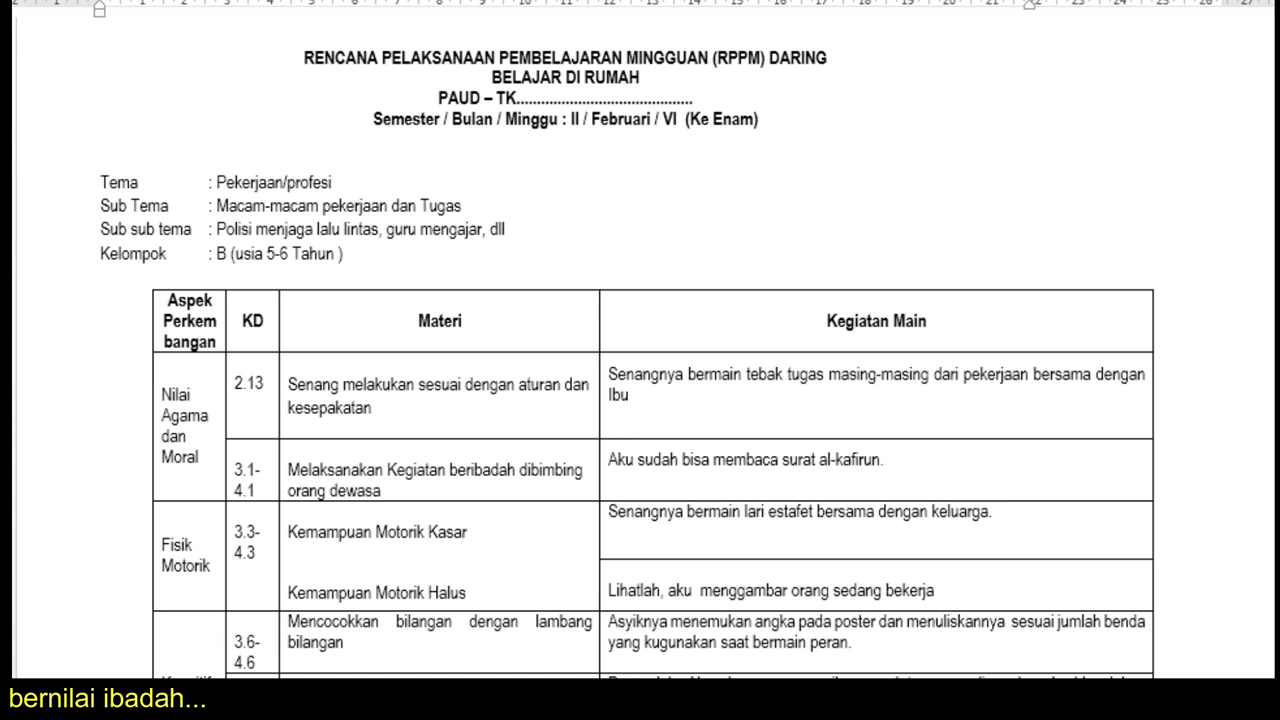 RENCANA PELAKSANAAN PEMBELAJARAN MINGGUAN (RPPM) DARING
BELAJAR DI RUMAH
PAUD – TK...........................................
Semester / Bulan / Minggu : II / Februari / VI (Ke Enam)
Tema : Pekerjaan/profesi
Sub Tema : Macam-macam pekerjaan dan Tugas
Sub sub tema : Polisi menjaga lalu lintas, guru mengajar, dll
Kelompok : B (usia 5-6 Tahun )
Aspek
Perkem
bangan
KD
Materi
Kegiatan Main
Nilai
Agama
dan
Moral
2.13
Senang melakukan sesuai dengan aturan dan
kesepakatan
Senangnya bermain tebak tugas masing-masing dari pekerjaan bersama dengan
Ibu
3.1-
4.1
Melaksanakan Kegiatan beribadah dibimbing
orang dewasa
Aku sudah bisa membaca surat al-kafirun.
Fisik
Motorik
3.3-
4.3
Kemampuan Motorik Kasar
Senangnya bermain lari estafet bersama dengan keluarga.
Kemampuan Motorik Halus
Lihatlah, aku menggambar orang sedang bekerja
3.6-
4.6
Mencocokkan bilangan dengan lambang
bilangan
Asyiknya menemukan angka pada poster dan menuliskannya sesuai jumlah benda
yang kugunakan saat bermain peran.
bernilai ibadah...